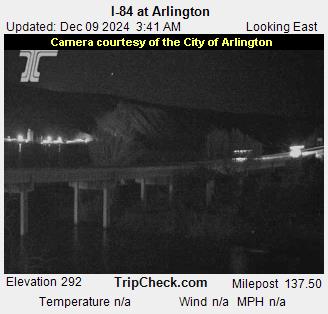 I-84 at Arlington
Updated: Dec 09 2024 3:41 AM Looking East
Camera courtesy of the City of Arlington
Elevation 292 TripCheck.com Milepost 137.50
Temperature n/a Wind n/a MPH n/a